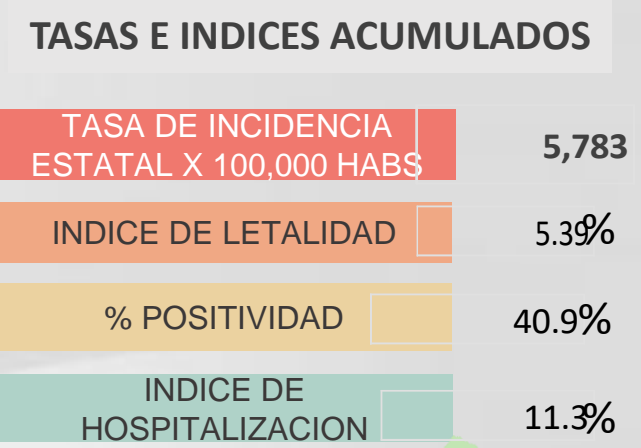 TASAS E INDICES ACUMULADOS
TASA DE INCIDENCIA
ESTATAL X 100,000 HABS
5,783
INDICE DE LETALIDAD
5.39%
% POSITIVIDAD
40.9%
INDICE DE
HOSPITALIZACION
11.3%